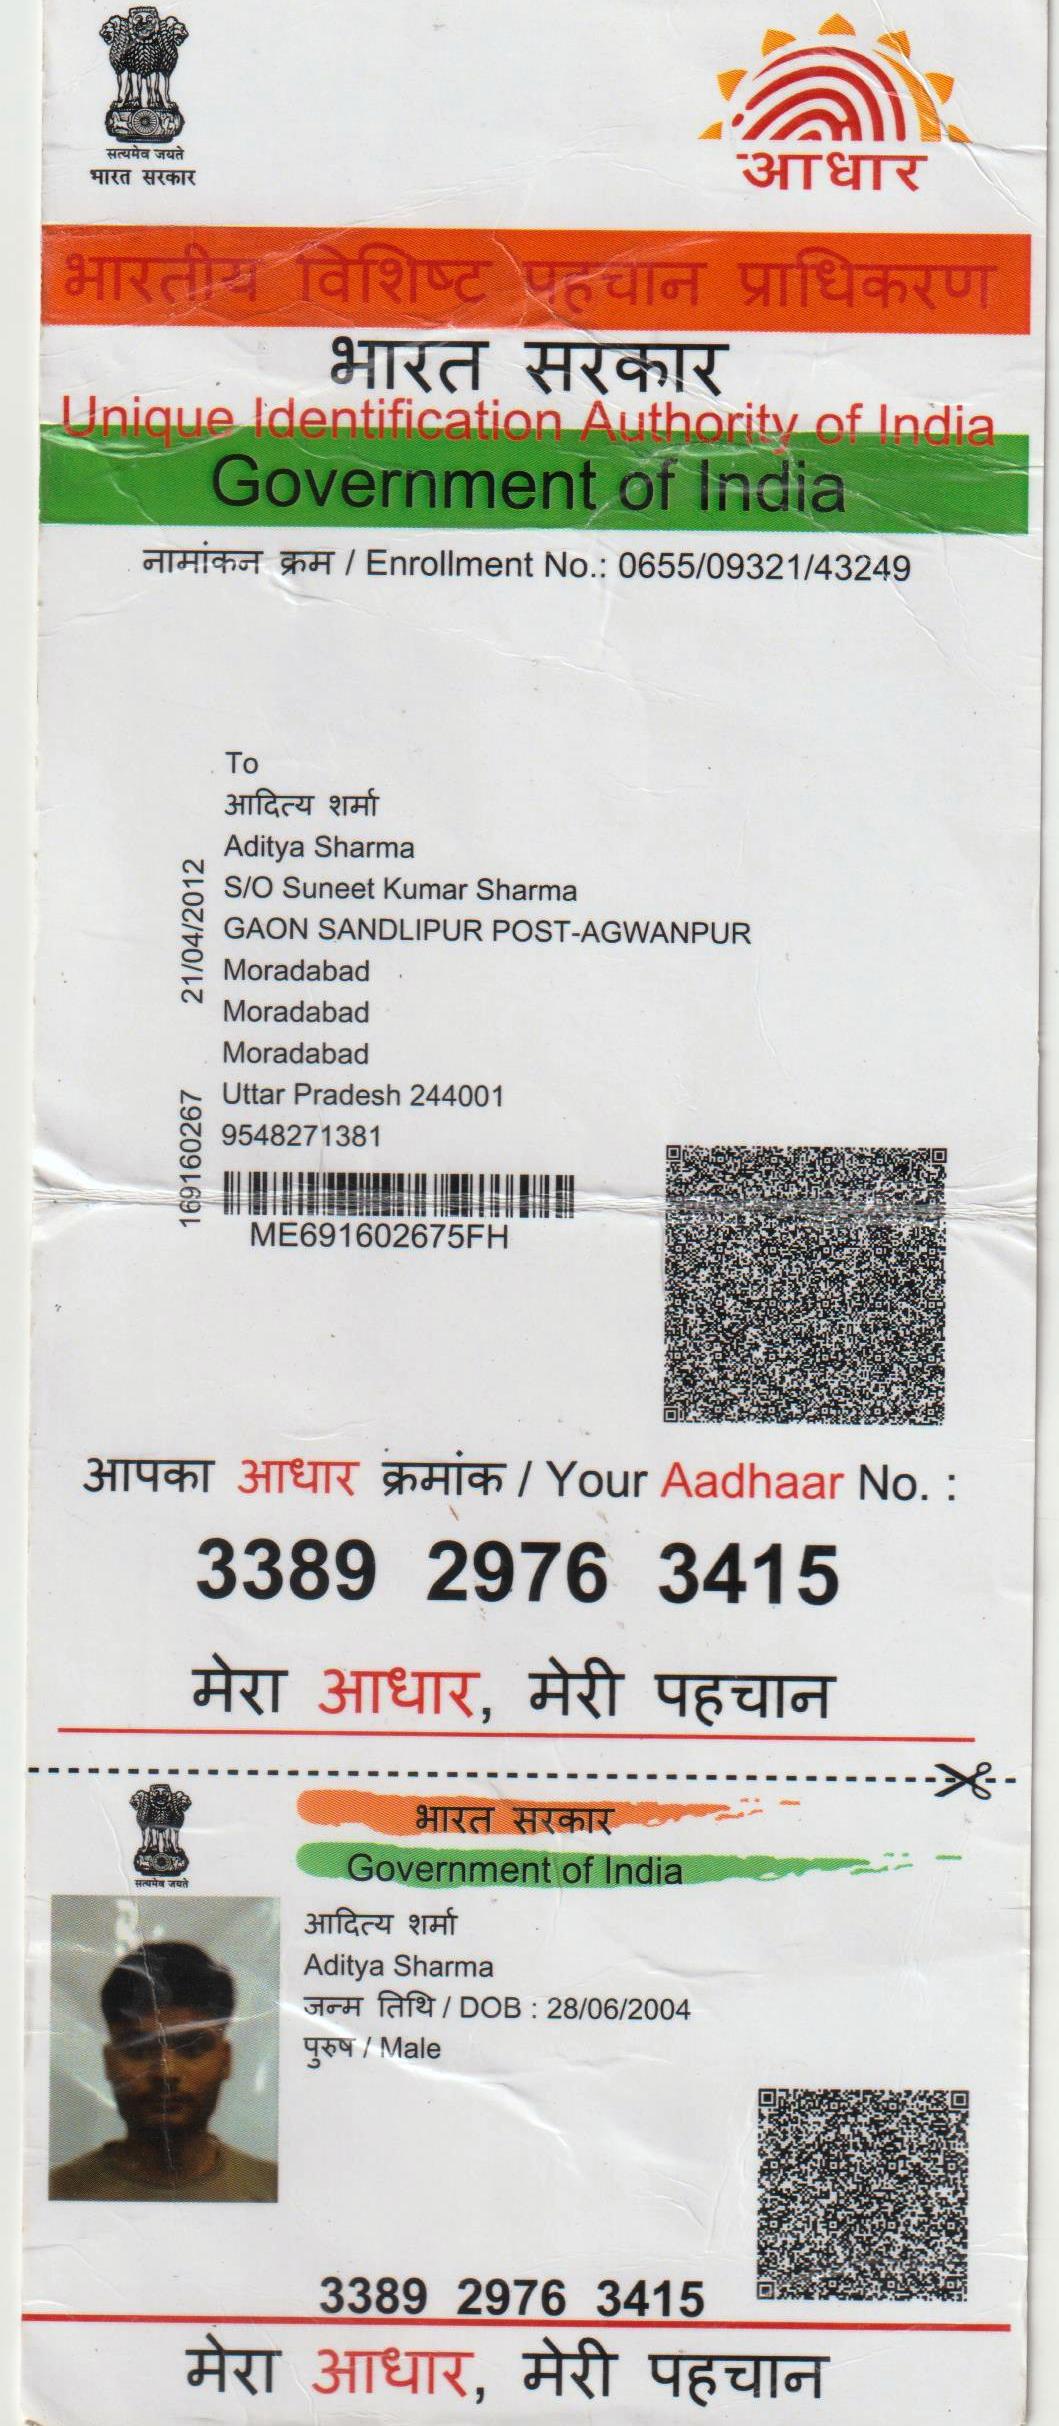 सत्यमेव जयते
भारत सरकार
आधार
भारतीय विशिष्ट पहचान प्राधिकरण
भारत सरकार
Unique Identification Authority of India
Government of India
नामांकन क्रम / Enrollment No.: 0655/09321/43249
To
आदित्य शर्मा
Aditya Sharma
S/O Suneet Kumar Sharma
GAON SANDLIPUR POST-AGWANPUR
Moradabad
Moradabad
Moradabad
Uttar Pradesh 244001
9548271381
21/04/2012
169160267
ME691602675FH
आपका आधार क्रमांक / Your Aadhaar No. :
3389 2976 3415
मेरा आधार, मेरी पहचान
सत्यमेव जयते
भारत सरकार
Government of India
आदित्य शर्मा
Aditya Sharma
जन्म तिथि / DOB : 28/06/2004
पुरुष / Male
3389 2976 3415
मेरा आधार, मेरी पहचान